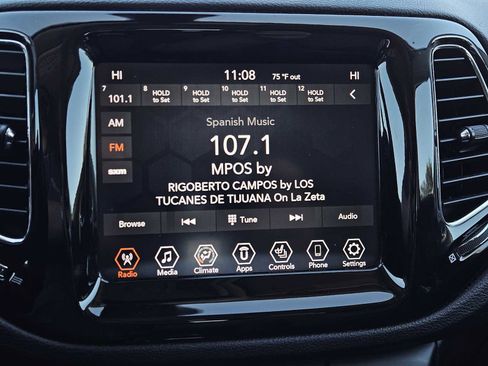 HI 11:08 75 °F out HI
7 101.1 8 HOLD to Set 9 HOLD to Set 10 HOLD to Set 11 HOLD to Set 12 HOLD to Set
AM
FM
sxm
Spanish Music
107.1
MPOS by
RIGOBERTO CAMPOS by LOS
TUCANES DE TIJUANA On La Zeta
Browse Tune Audio
Radio Media Climate Apps Controls Phone Settings